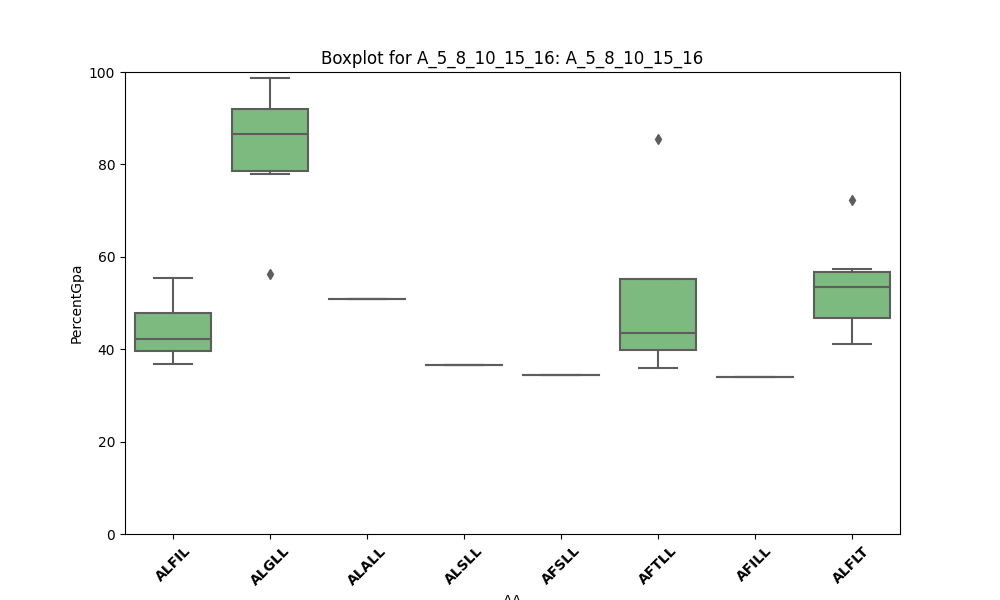 Boxplot for A_5_8_10_15_16: A_5_8_10_15_16
100
80
60
40
20
0
PercentGpa
ALFIL
ALGLL
ALALL
ALSLL
AFSLL
AFTLL
AFILL
ALFLT
AA